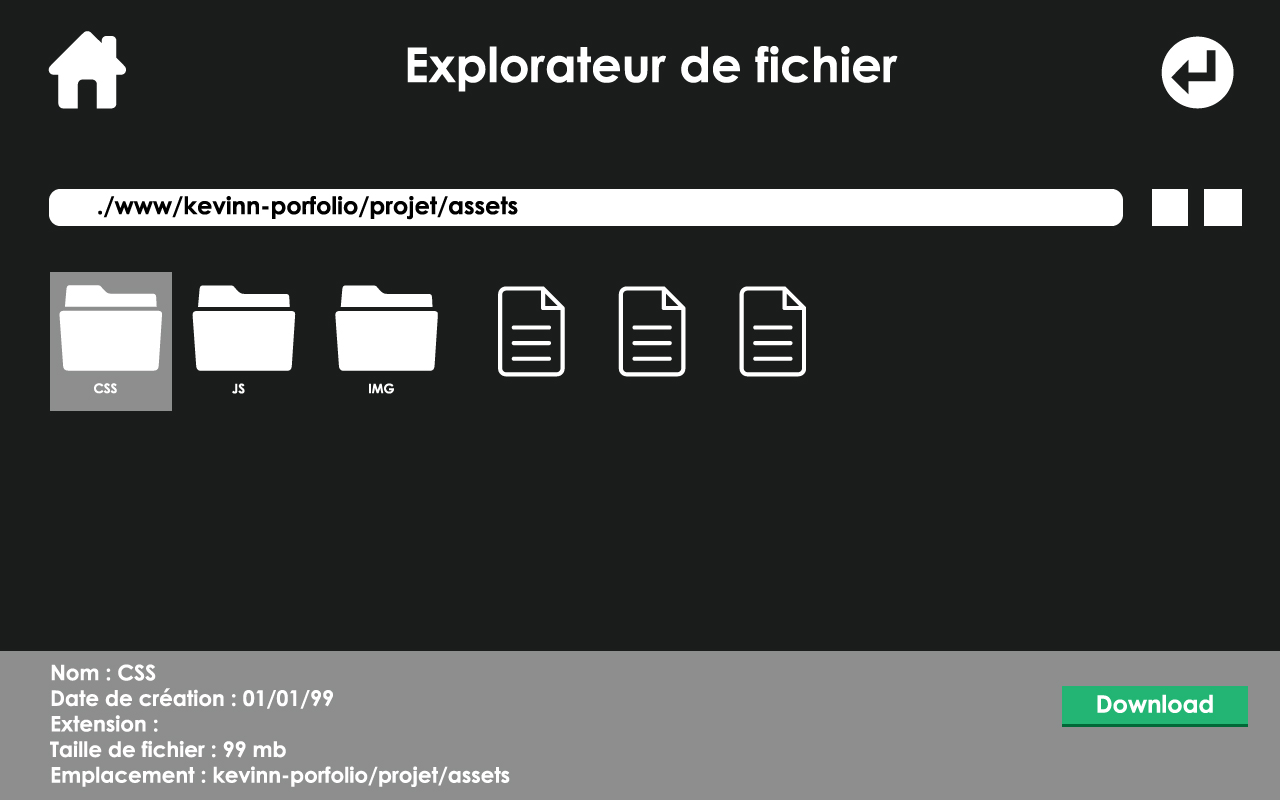 Explorateur de fichier
./www/kevinn-porfolio/projet/assets
CSS
JS
IMG
Nom : CSS
Date de création : 01/01/99
Extension :
Taille de fichier : 99 mb
Emplacement : kevinn-porfolio/projet/assets
Download